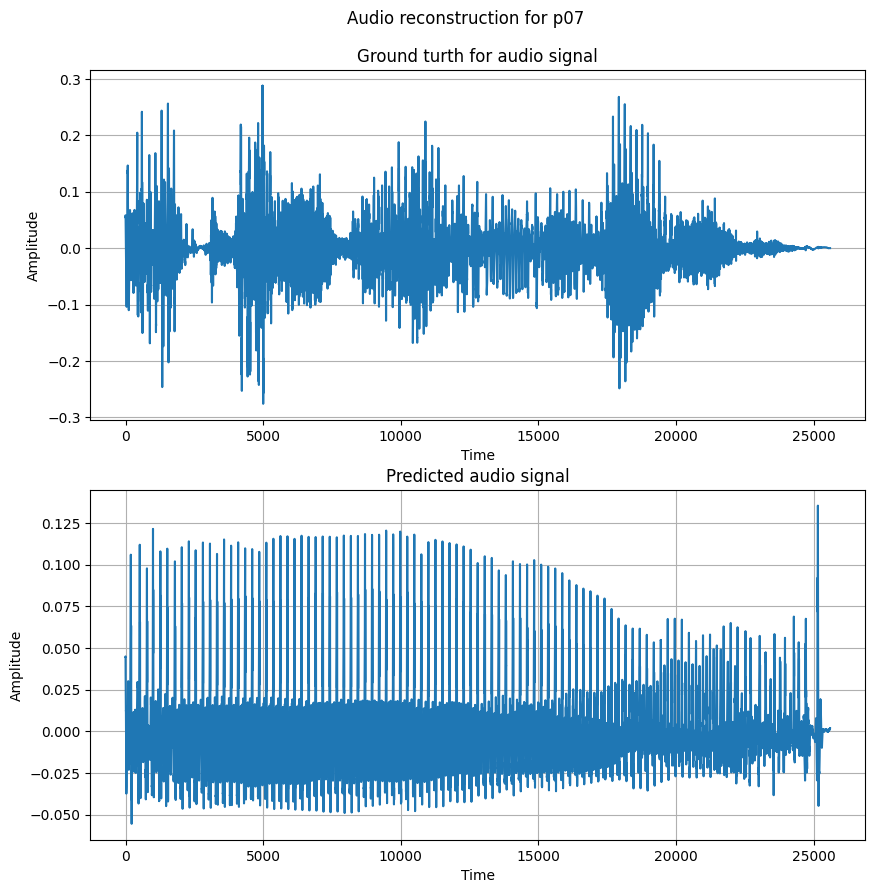 Audio reconstruction for p07
Ground turth for audio signal
0.3
0.2
0.1
0.0
−0.1
−0.2
−0.3
Amplitude
0 5000 10000 15000 20000 25000
Time
Predicted audio signal
0.125
0.100
0.075
0.050
0.025
0.000
−0.025
−0.050
Amplitude
0 5000 10000 15000 20000 25000
Time